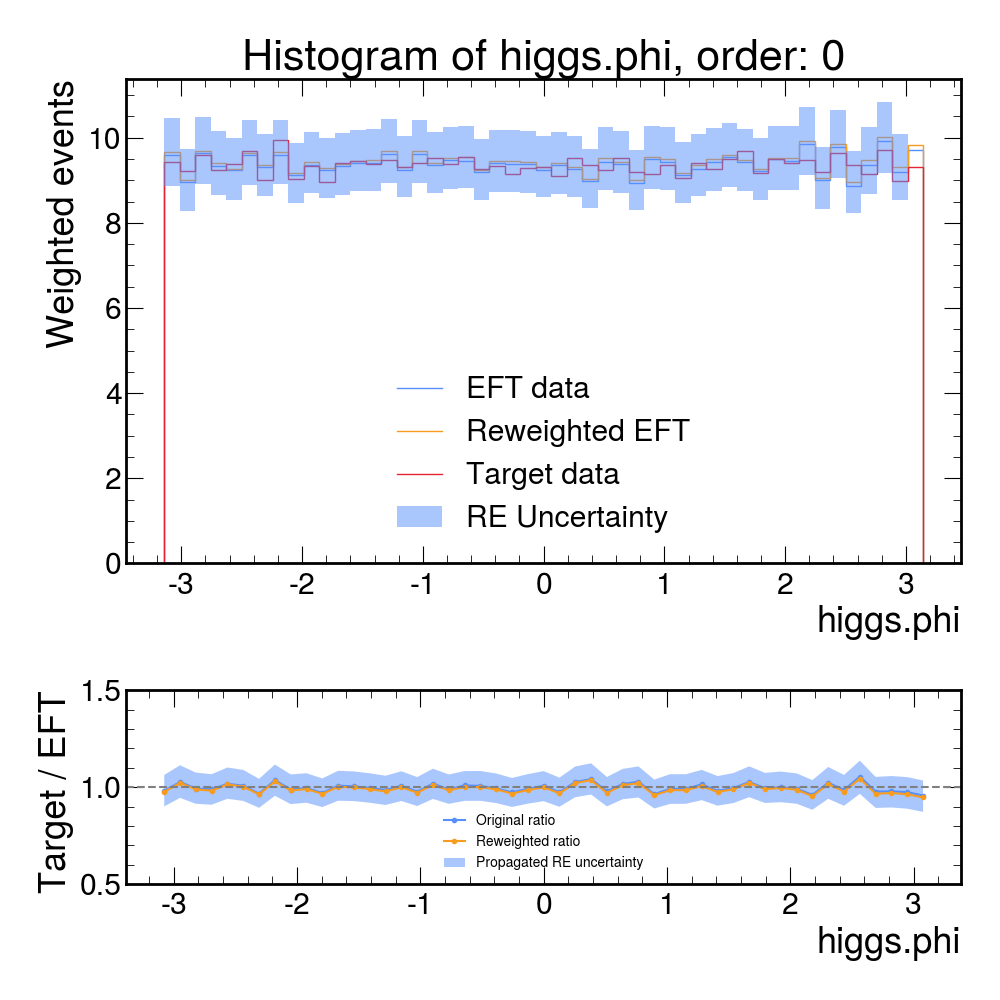 Histogram of higgs.phi, order: 0
Weighted events
10
8
6
4
2
0
EFT data
Reweighted EFT
Target data
RE Uncertainty
-3 -2 -1 0 1 2 3
higgs.phi
Target / EFT
1.5
1.0
0.5
Original ratio
Reweighted ratio
Propagated RE uncertainty
-3 -2 -1 0 1 2 3
higgs.phi